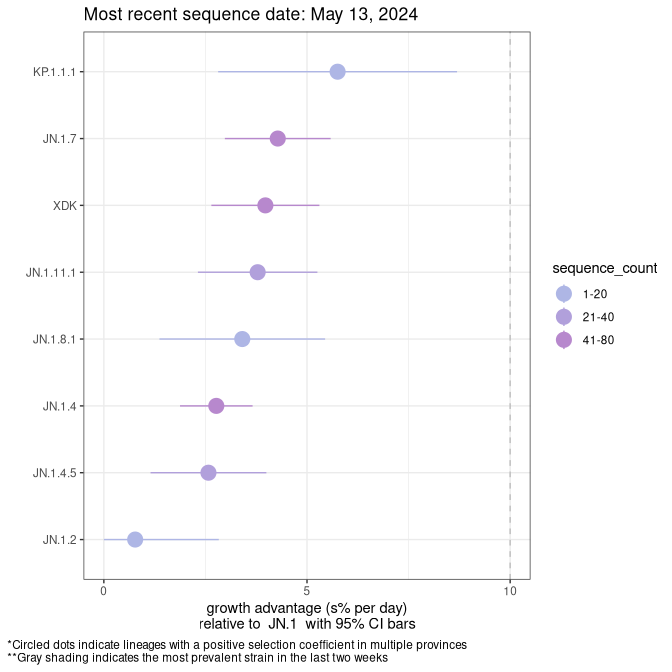 Most recent sequence date: May 13, 2024
KP.1.1.1
JN.1.7
XDK
JN.1.11.1
JN.1.8.1
JN.1.4
JN.1.4.5
JN.1.2
0 5 10
growth advantage (s% per day)
relative to JN.1 with 95% CI bars
sequence_count
1-20
21-40
41-80
*Circled dots indicate lineages with a positive selection coefficient in multiple provinces
**Gray shading indicates the most prevalent strain in the last two weeks